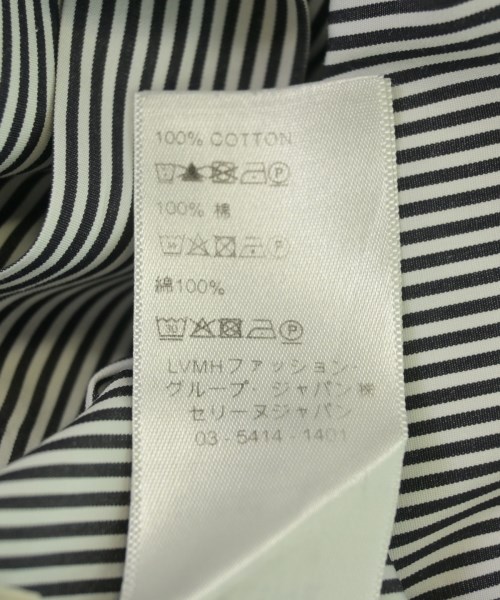 100% COTTON
100% 棉
30
綿100%
30
LVMHファッション・
グループ・ジャパン㈱
セリーヌジャパン
03-5414-1401